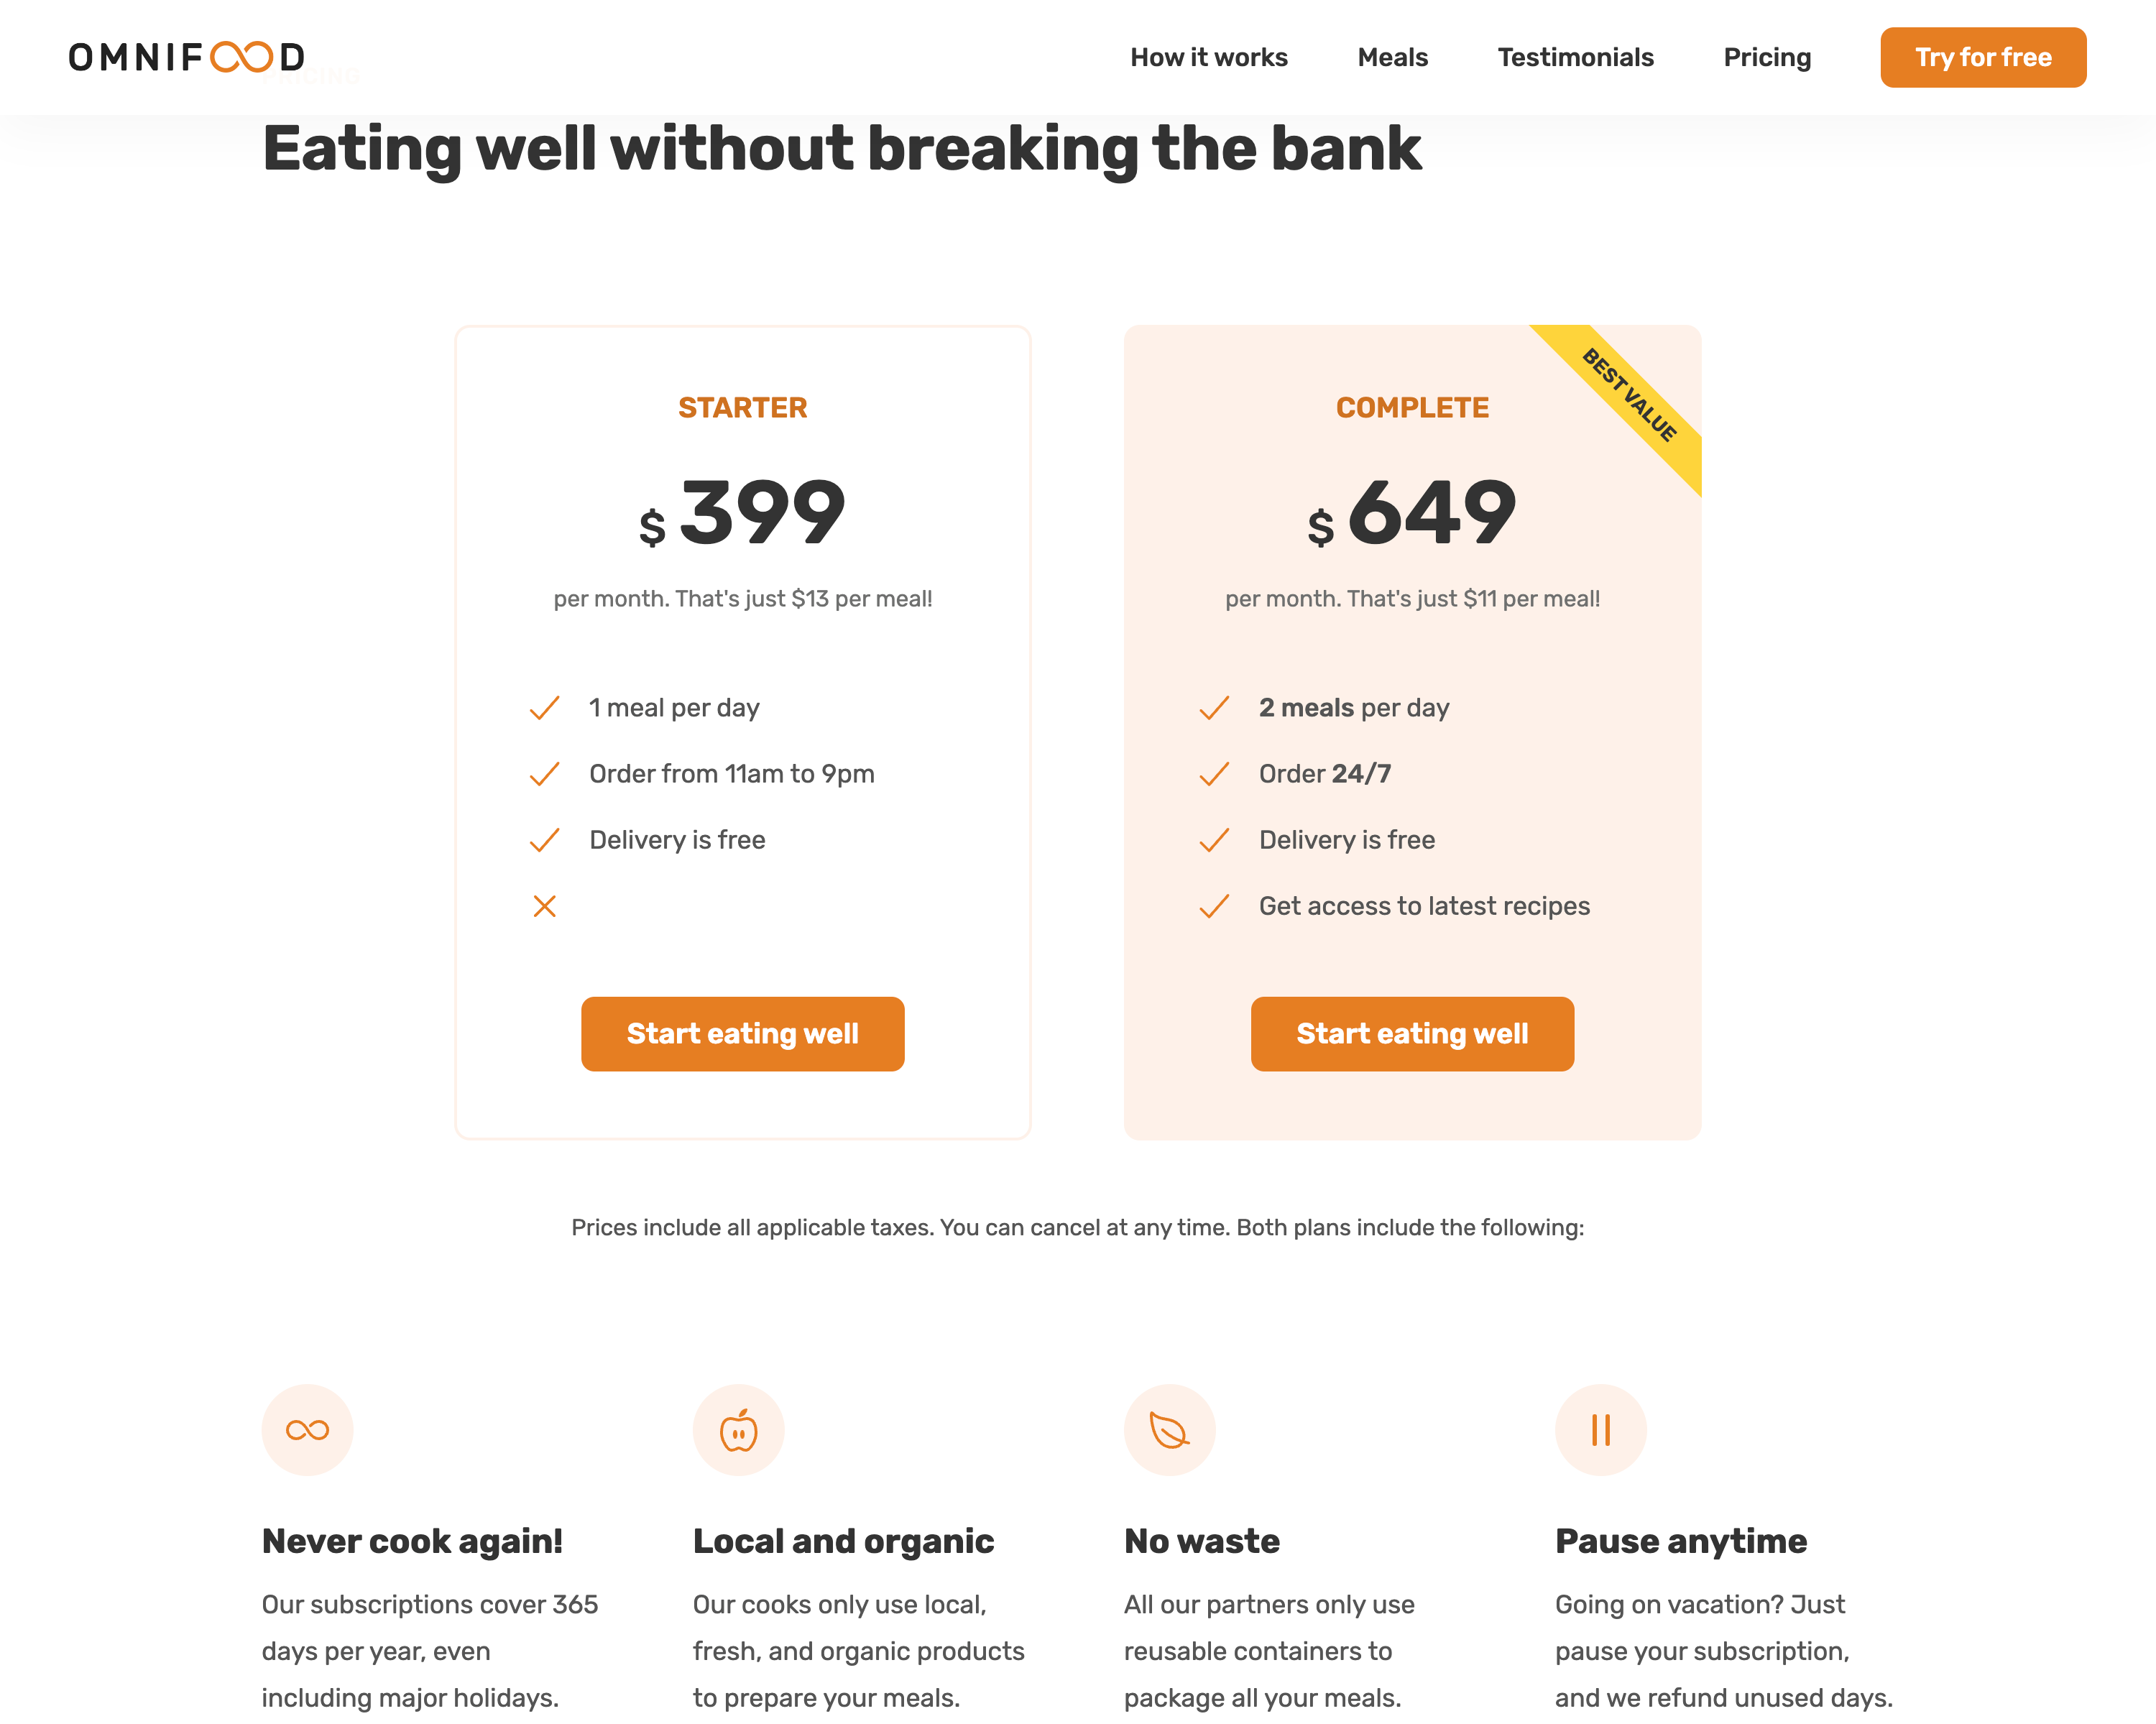 OMNIFOOD
How it works
Meals
Testimonials
Pricing
Try for free
PRICING
Eating well without breaking the bank
STARTER
$ 399
per month. That's just $13 per meal!
1 meal per day
Order from 11am to 9pm
Delivery is free
Start eating well
BEST VALUE
COMPLETE
$ 649
per month. That's just $11 per meal!
2 meals per day
Order 24/7
Delivery is free
Get access to latest recipes
Start eating well
Prices include all applicable taxes. You can cancel at any time. Both plans include the following:
Never cook again!
Our subscriptions cover 365
days per year, even
including major holidays.
Local and organic
Our cooks only use local,
fresh, and organic products
to prepare your meals.
No waste
All our partners only use
reusable containers to
package all your meals.
Pause anytime
Going on vacation? Just
pause your subscription,
and we refund unused days.